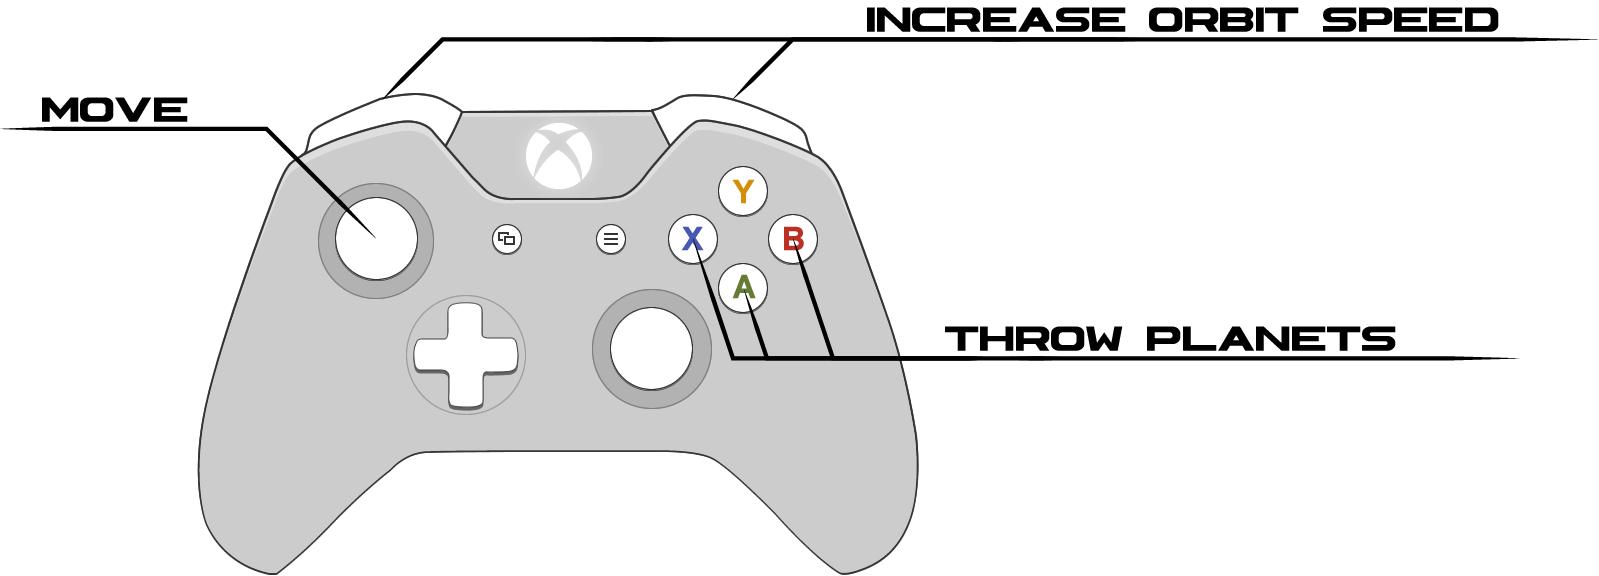 INCREASE ORBIT SPEED
MOVE
Y
X
B
A
THROW PLANETS